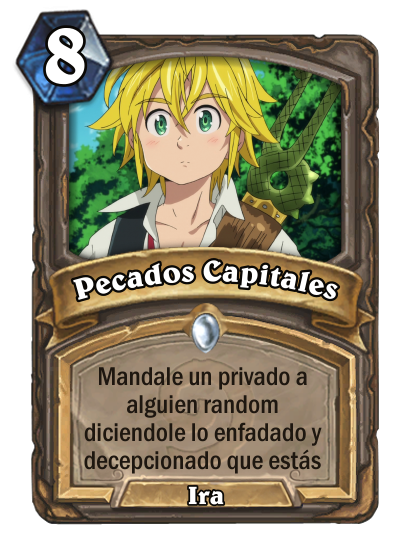 8
Pecados Capitales
Mandale un privado a
alguien random
diciendole lo enfadado y
decepcionado que estás
Ira